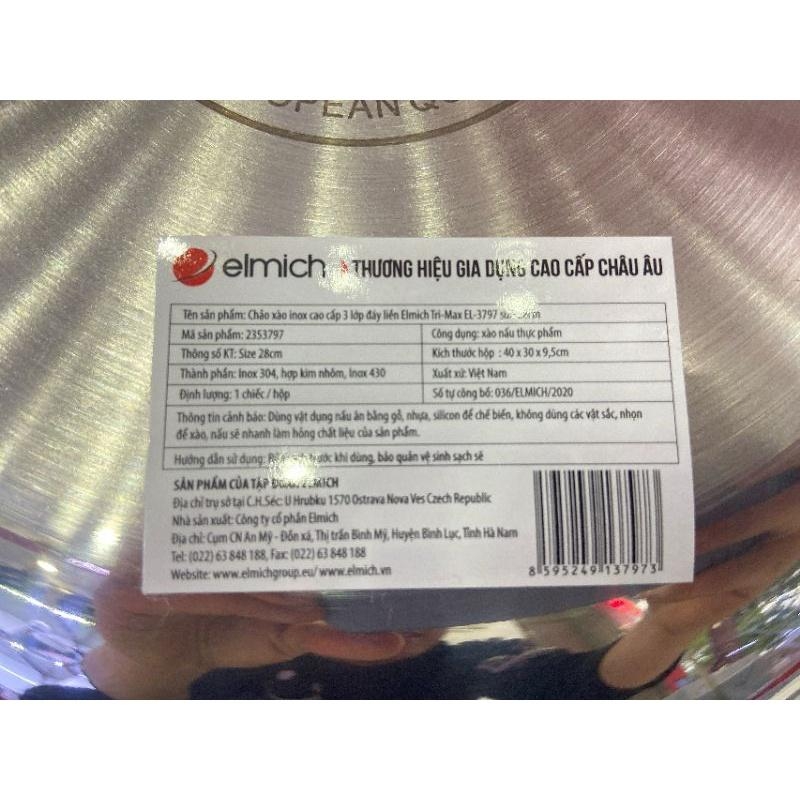 elmich THƯƠNG HIỆU GIA DỤNG CAO CẤP CHÂU ÂU
Tên sản phẩm: Chảo xào inox cao cấp 3 lớp đáy liền Elmich Tri-Max EL-3797
Mã sản phẩm: 2353797
Công dụng: xào nấu thực phẩm
Thông số KT: Size 28cm
Kích thước hộp : 40 x 30 x 9,5cm
Thành phần: Inox 304, hợp kim nhôm, Inox 430
Xuất xứ: Việt Nam
Định lượng: 1 chiếc / hộp
Số tự công bố: 036/ELMICH/2020
Thông tin cảnh báo: Dùng vật dụng nấu ăn bằng gỗ, nhựa, silicon để chế biến, không dùng các vật sắc, nhọn
để xào, nấu sẽ nhanh làm hỏng chất liệu của sản phẩm.
Hướng dẫn sử dụng: trước khi dùng, bảo quản vệ sinh sạch sẽ
SẢN PHẨM CỦA TẬP ELMICH
Địa chỉ trụ sở tại C.H.Séc: U Hrubku 1570 Ostrava Nova Ves Czech Republic
Nhà sản xuất: Công ty cổ phần Elmich
Địa chỉ: Cụm CN An Mỹ - Đồn xá, Thị trấn Bình Mỹ, Huyện Bình Lục, Tỉnh Hà Nam
Tel: (022) 63 848 188, Fax: (022) 63 848 188
Website: www.elmichgroup.eu/ www.elmich.vn
8 595249 137973